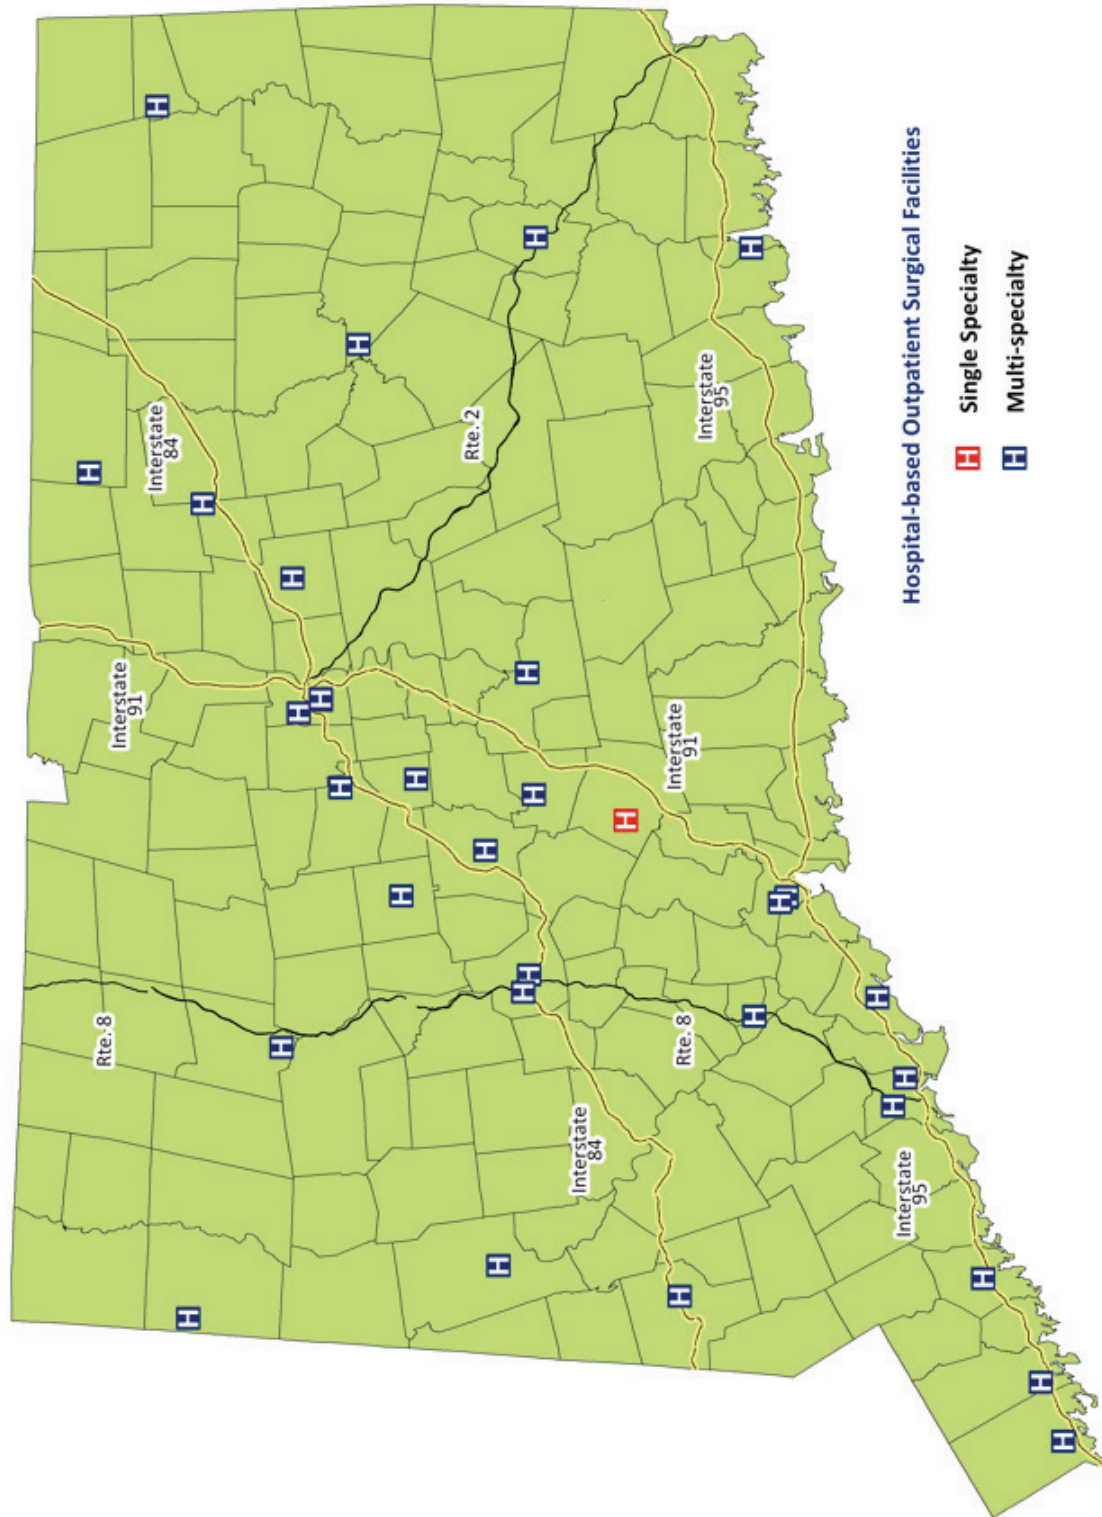 Rte. 8
Interstate
91
Interstate
84
Rte. 2
Interstate
84
Rte. 8
Interstate
91
Interstate
95
Interstate
95
Hospital-based Outpatient Surgical Facilities
H Single Specialty
H Multi-specialty